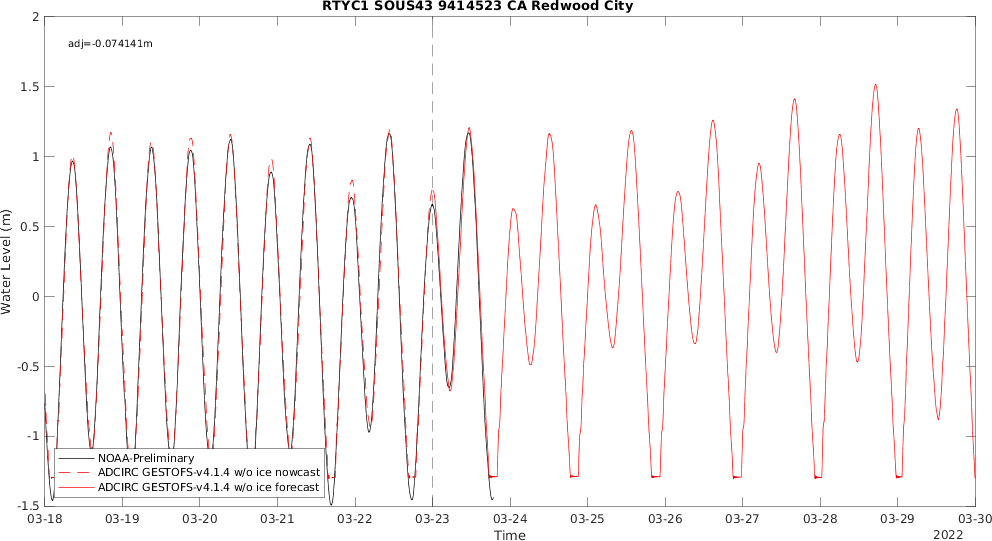 RTYC1 SOUS43 9414523 CA Redwood City
adj=-0.074141m
Water Level (m)
2
1.5
1
0.5
0
-0.5
-1
-1.5
NOAA-Preliminary
ADCIRC GESTOFS-v4.1.4 w/o ice nowcast
ADCIRC GESTOFS-v4.1.4 w/o ice forecast
03-18 03-19 03-20 03-21 03-22 03-23 03-24 03-25 03-26 03-27 03-28 03-29 03-30
Time
2022